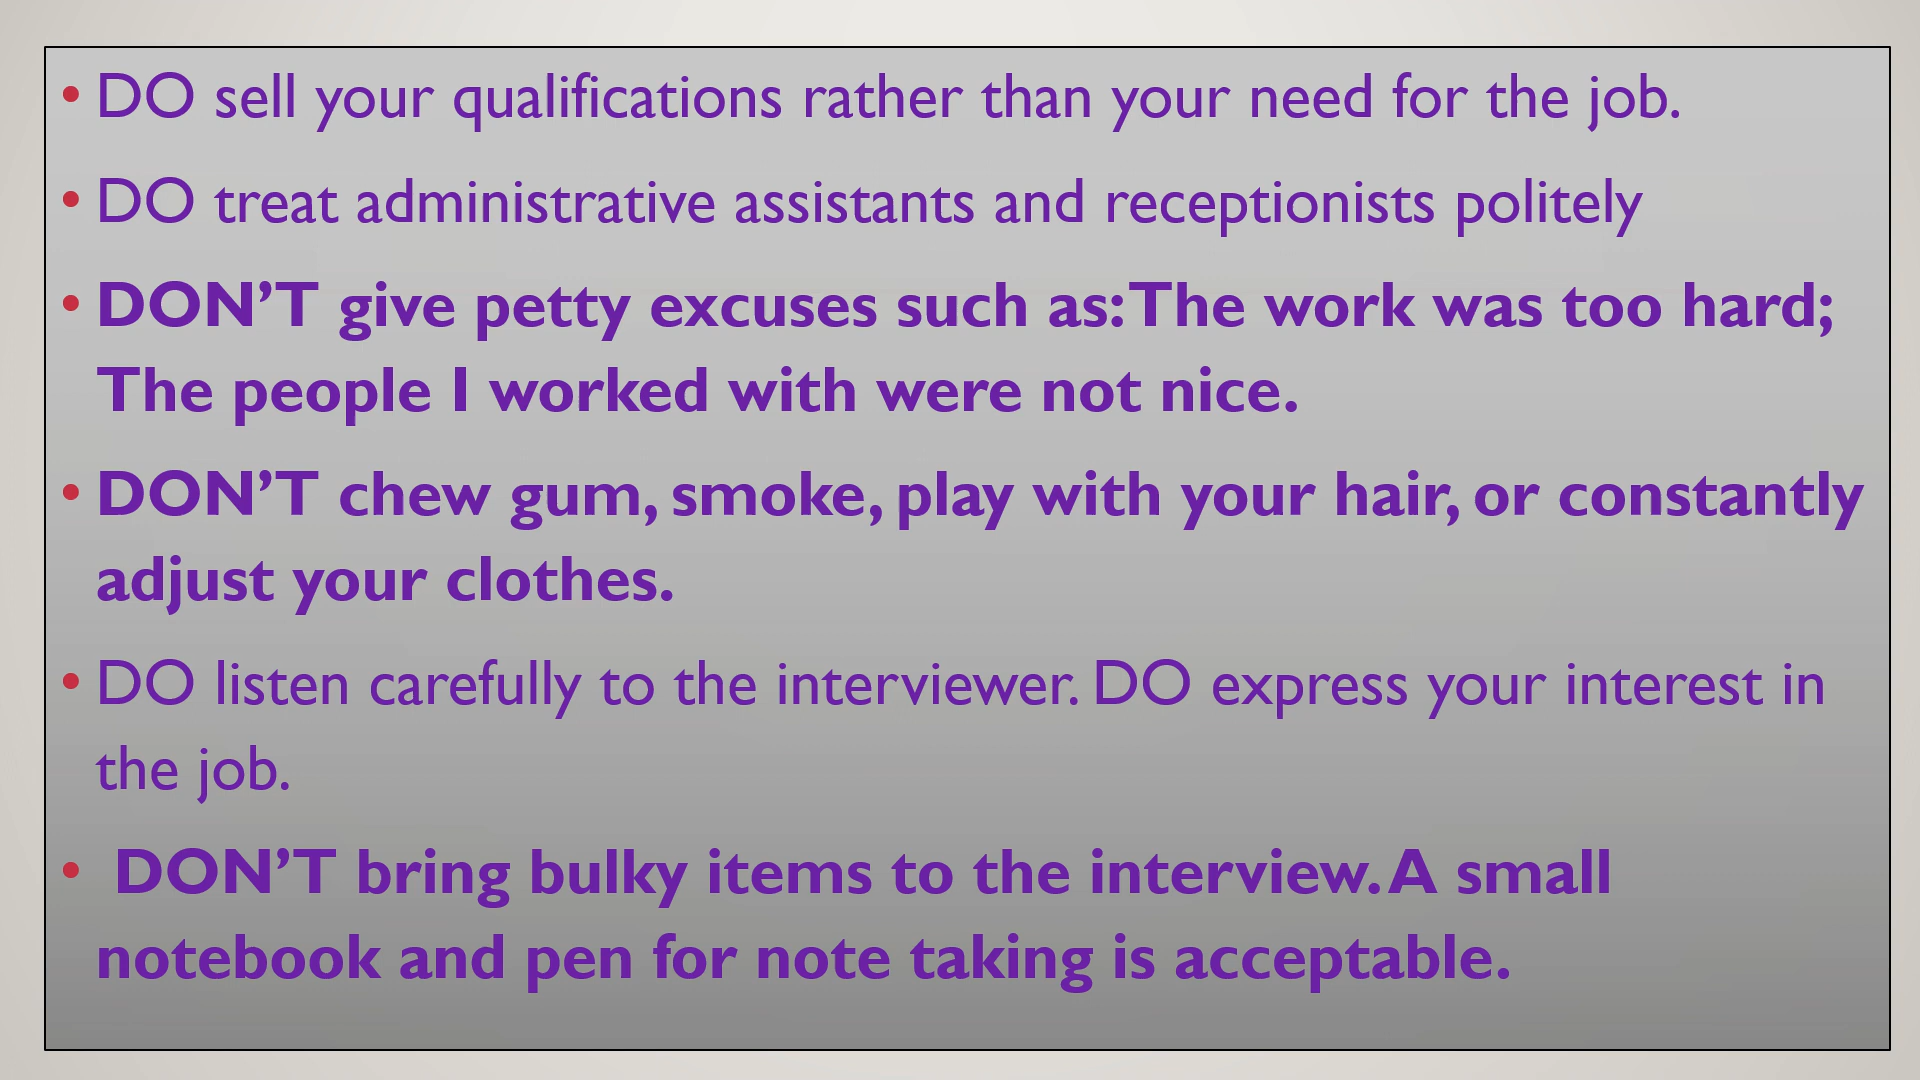 • DO sell your qualifications rather than your need for the job.
• DO treat administrative assistants and receptionists politely
• DON’T give petty excuses such as: The work was too hard;
The people I worked with were not nice.
• DON’T chew gum, smoke, play with your hair, or constantly
adjust your clothes.
• DO listen carefully to the interviewer. DO express your interest in
the job.
• DON’T bring bulky items to the interview. A small
notebook and pen for note taking is acceptable.